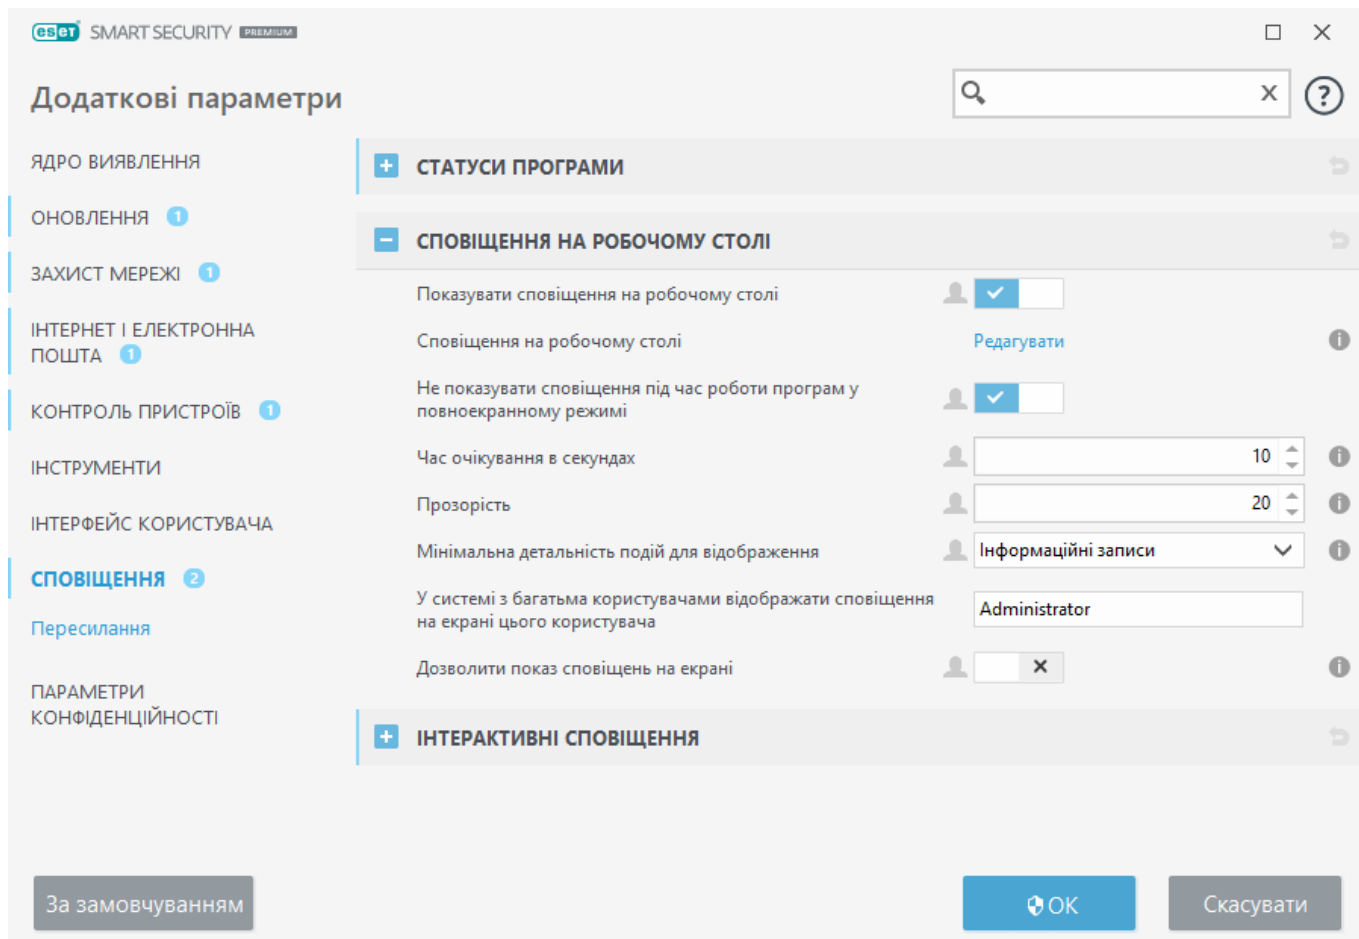 eseT SMART SECURITY PREMIUM
Додаткові параметри
x
?
ЯДРО ВИЯВЛЕННЯ
ОНОВЛЕННЯ 1
ЗАХИСТ МЕРЕЖІ 1
ІНТЕРНЕТ І ЕЛЕКТРОННА
ПОШТА 1
КОНТРОЛЬ ПРИСТРОЇВ 1
ІНСТРУМЕНТИ
ІНТЕРФЕЙС КОРИСТУВАЧА
СПОВІЩЕННЯ 2
Пересилання
ПАРАМЕТРИ
КОНФІДЕНЦІЙНОСТІ
СТАТУСИ ПРОГРАМИ
СПОВІЩЕННЯ НА РОБОЧОМУ СТОЛІ
Показувати сповіщення на робочому столі
Сповіщення на робочому столі Редагувати
Не показувати сповіщення під час роботи програм у
повноекранному режимі
Час очікування в секундах 10
Прозорість 20
Мінімальна детальність подій для відображення Інформаційні записи
У системі з багатьма користувачами відображати сповіщення
на екрані цього користувача Administrator
Дозволити показ сповіщень на екрані
ІНТЕРАКТИВНІ СПОВІЩЕННЯ
За замовчуванням
OK
Скасувати